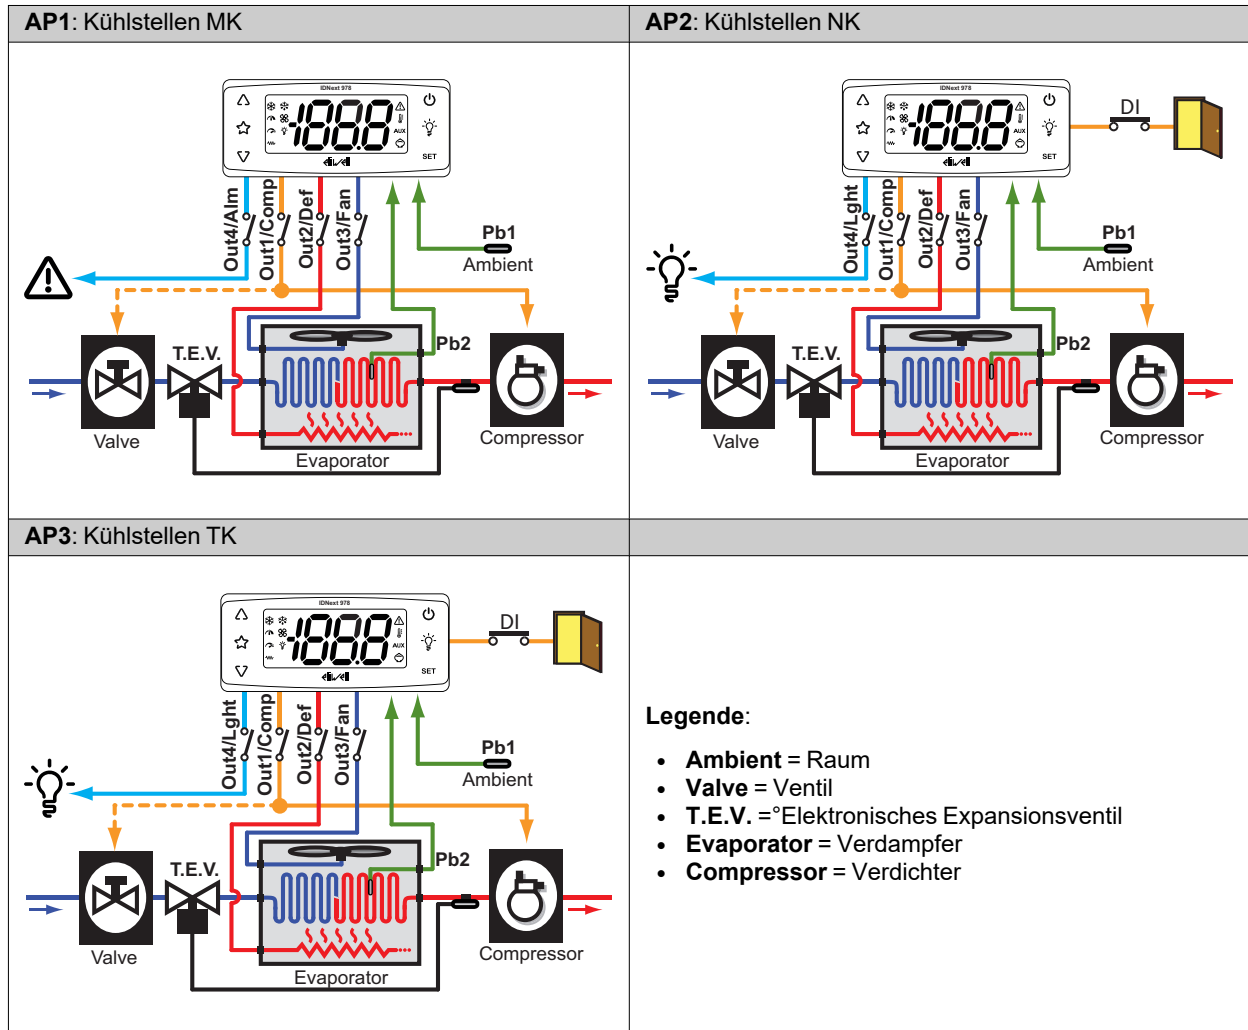 AP1: Kühlstellen MK
IDNext 978
188.8
AUX
SET
eliwell
Out4/Alm
Out1/Comp
Out2/Def
Out3/Fan
Pb1
Ambient
Pb2
T.E.V.
Valve
Evaporator
Compressor
AP2: Kühlstellen NK
IDNext 978
188.8
AUX
SET
eliwell
DI
Out4/Lght
Out1/Comp
Out2/Def
Out3/Fan
Pb1
Ambient
Pb2
T.E.V.
Valve
Evaporator
Compressor
AP3: Kühlstellen TK
IDNext 978
188.8
AUX
SET
eliwell
DI
Out4/Lght
Out1/Comp
Out2/Def
Out3/Fan
Pb1
Ambient
Pb2
T.E.V.
Valve
Evaporator
Compressor
Legende:
• Ambient = Raum
• Valve = Ventil
• T.E.V. =°Elektronisches Expansionsventil
• Evaporator = Verdampfer
• Compressor = Verdichter